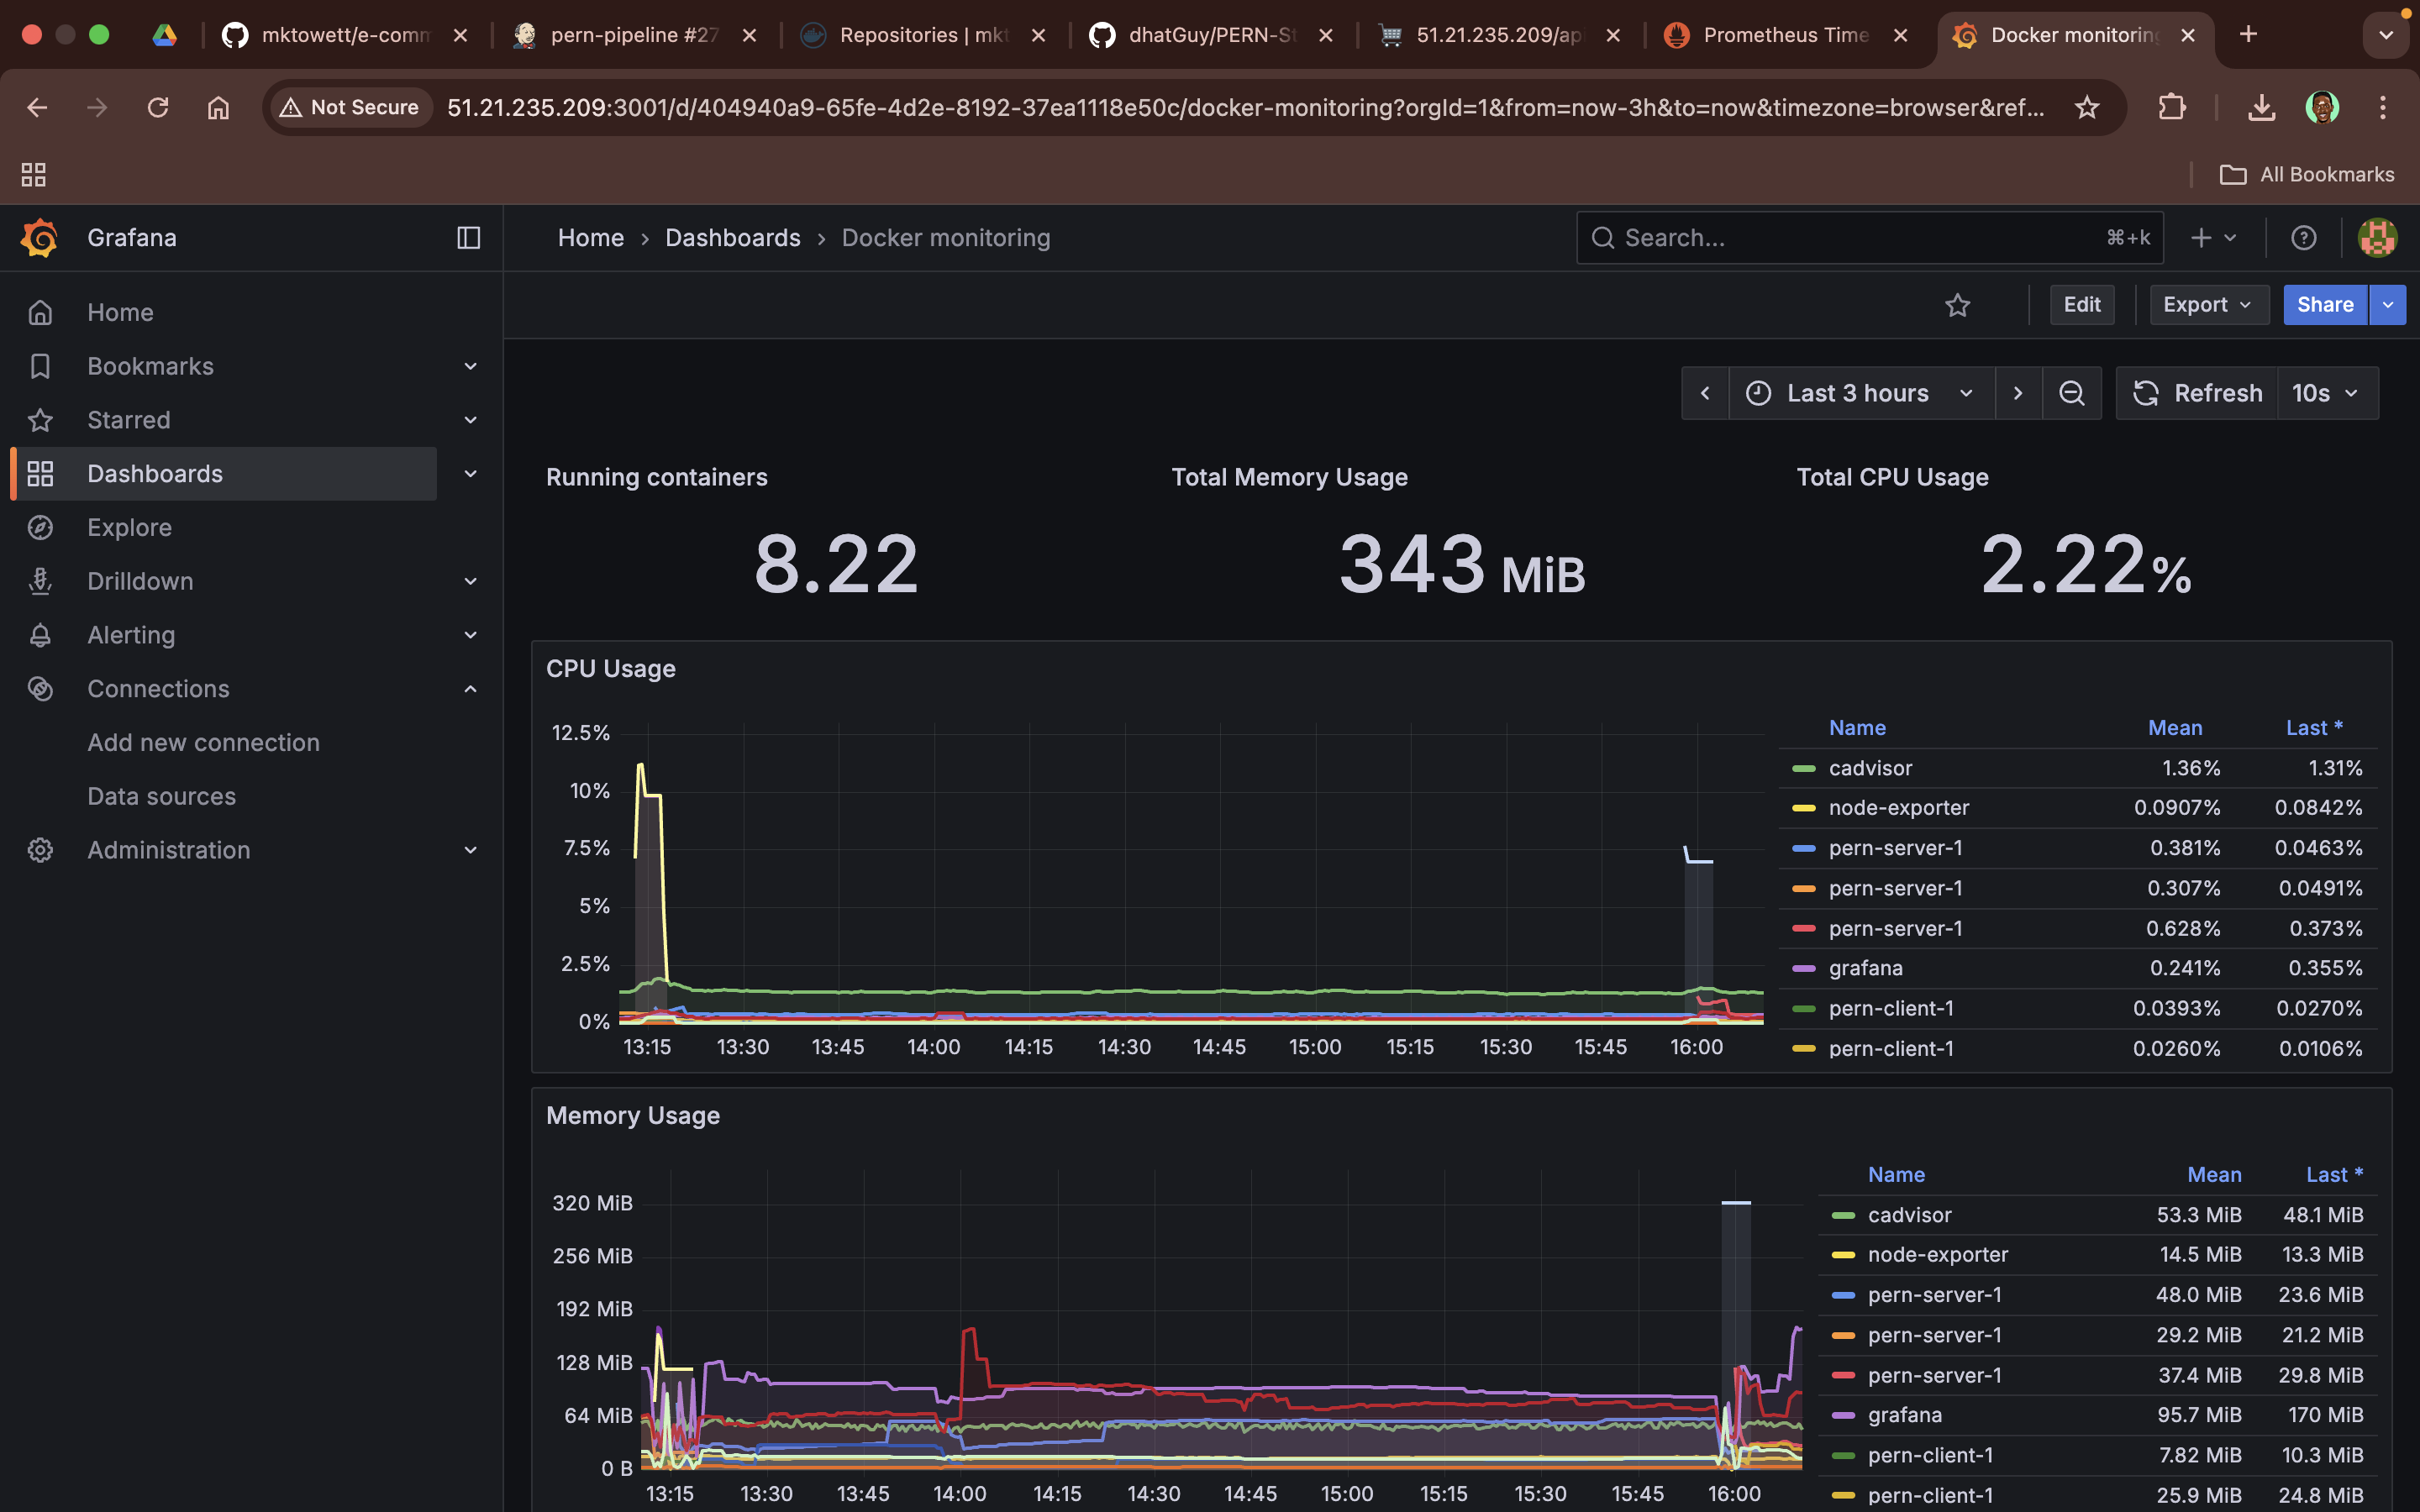 mktowett/e-comm
pern-pipeline #27
Repositories | mkt
dhatGuy/PERN-St
51.21.235.209/api
Prometheus Time
Docker monitoring
Not Secure
51.21.235.209:3001/d/404940a9-65fe-4d2e-8192-37ea1118e50c/docker-monitoring?orgId=1&from=now-3h&to=now&timezone=browser&ref...
All Bookmarks
Grafana
Home › Dashboards › Docker monitoring
Search...
⌘+k
Home
Bookmarks
Starred
Dashboards
Explore
Drilldown
Alerting
Connections
Add new connection
Data sources
Administration
Edit
Export
Share
Last 3 hours
Refresh
10s
Running containers
8.22
Total Memory Usage
343 MiB
Total CPU Usage
2.22%
CPU Usage
12.5%
10%
7.5%
5%
2.5%
0%
13:15 13:30 13:45 14:00 14:15 14:30 14:45 15:00 15:15 15:30 15:45 16:00
Name Mean Last *
cadvisor 1.36% 1.31%
node-exporter 0.0907% 0.0842%
pern-server-1 0.381% 0.0463%
pern-server-1 0.307% 0.0491%
pern-server-1 0.628% 0.373%
grafana 0.241% 0.355%
pern-client-1 0.0393% 0.0270%
pern-client-1 0.0260% 0.0106%
Memory Usage
320 MiB
256 MiB
192 MiB
128 MiB
64 MiB
0 B
13:15 13:30 13:45 14:00 14:15 14:30 14:45 15:00 15:15 15:30 15:45 16:00
Name Mean Last *
cadvisor 53.3 MiB 48.1 MiB
node-exporter 14.5 MiB 13.3 MiB
pern-server-1 48.0 MiB 23.6 MiB
pern-server-1 29.2 MiB 21.2 MiB
pern-server-1 37.4 MiB 29.8 MiB
grafana 95.7 MiB 170 MiB
pern-client-1 7.82 MiB 10.3 MiB
pern-client-1 25.9 MiB 24.8 MiB